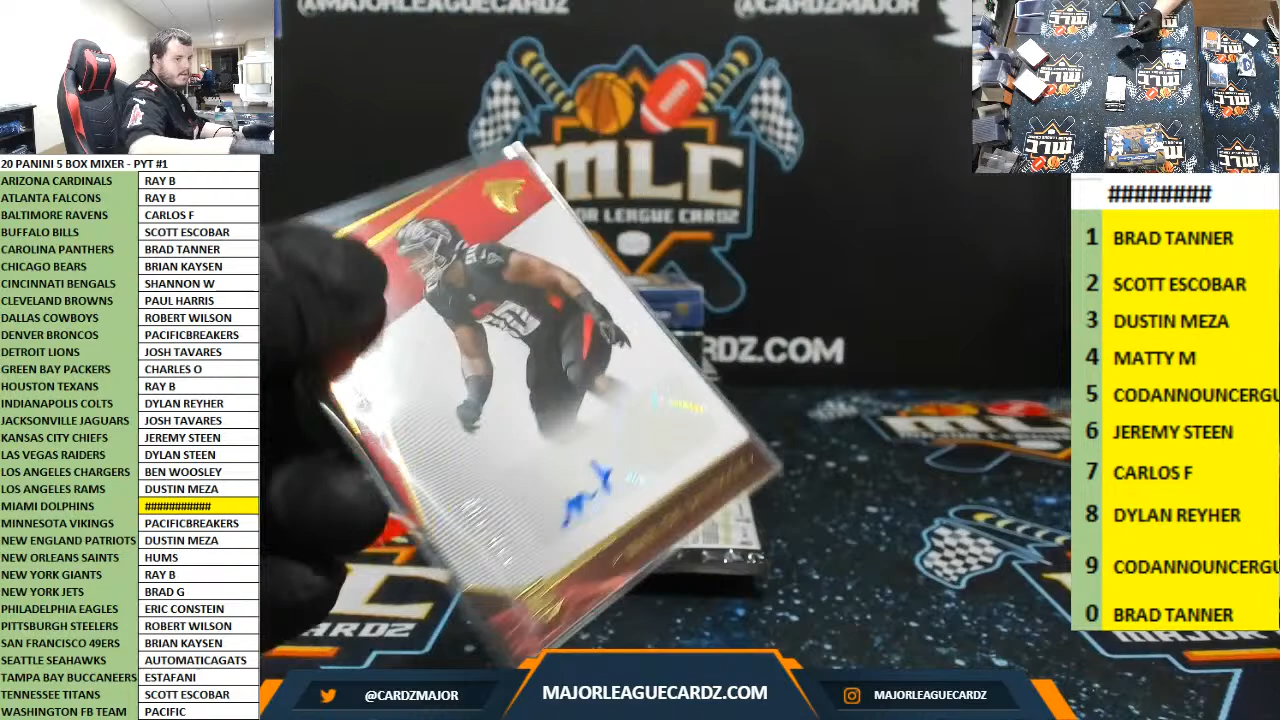 @MAJORLEAGUECARDZ
@CARDZMAJOR
20 PANINI 5 BOX MIXER - PYT #1
ARIZONA CARDINALS RAY B
ATLANTA FALCONS RAY B
BALTIMORE RAVENS CARLOS F
BUFFALO BILLS SCOTT ESCOBAR
CAROLINA PANTHERS BRAD TANNER
CHICAGO BEARS BRIAN KAYSEN
CINCINNATI BENGALS SHANNON W
CLEVELAND BROWNS PAUL HARRIS
DALLAS COWBOYS ROBERT WILSON
DENVER BRONCOS PACIFICBREAKERS
DETROIT LIONS JOSH TAVARES
GREEN BAY PACKERS CHARLES O
HOUSTON TEXANS RAY B
INDIANAPOLIS COLTS DYLAN REYHER
JACKSONVILLE JAGUARS JOSH TAVARES
KANSAS CITY CHIEFS JEREMY STEEN
LAS VEGAS RAIDERS DYLAN STEEN
LOS ANGELES CHARGERS BEN WOOSLEY
LOS ANGELES RAMS DUSTIN MEZA
MIAMI DOLPHINS ###########
MINNESOTA VIKINGS PACIFICBREAKERS
NEW ENGLAND PATRIOTS DUSTIN MEZA
NEW ORLEANS SAINTS HUMS
NEW YORK GIANTS RAY B
NEW YORK JETS BRAD G
PHILADELPHIA EAGLES ERIC CONSTEIN
PITTSBURGH STEELERS ROBERT WILSON
SAN FRANCISCO 49ERS BRIAN KAYSEN
SEATTLE SEAHAWKS AUTOMATICAGATS
TAMPA BAY BUCCANEERS ESTAFANI
TENNESSEE TITANS SCOTT ESCOBAR
WASHINGTON FB TEAM PACIFIC
MLC
JOR LEAGUE CARDZ
RDZ.COM
########
1 BRAD TANNER
2 SCOTT ESCOBAR
3 DUSTIN MEZA
4 MATTY M
5 CODANNOUNCERGU
6 JEREMY STEEN
7 CARLOS F
8 DYLAN REYHER
9 CODANNOUNCERGU
0 BRAD TANNER
@CARDZMAJOR
MAJORLEAGUECARDZ.COM
MAJORLEAGUECARDZ